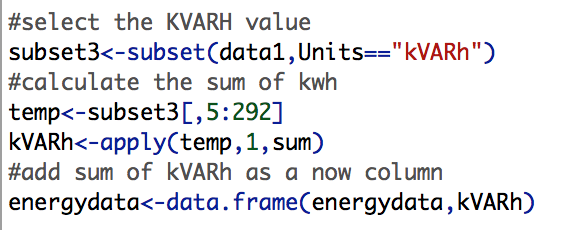 #select the KVARH value
subset3<-subset(data1,Units=="kVARh")
#calculate the sum of kwh
temp<-subset3[,5:292]
kVARh<-apply(temp,1,sum)
#add sum of kVARh as a now column
energydata<-data.frame(energydata,kVARh)